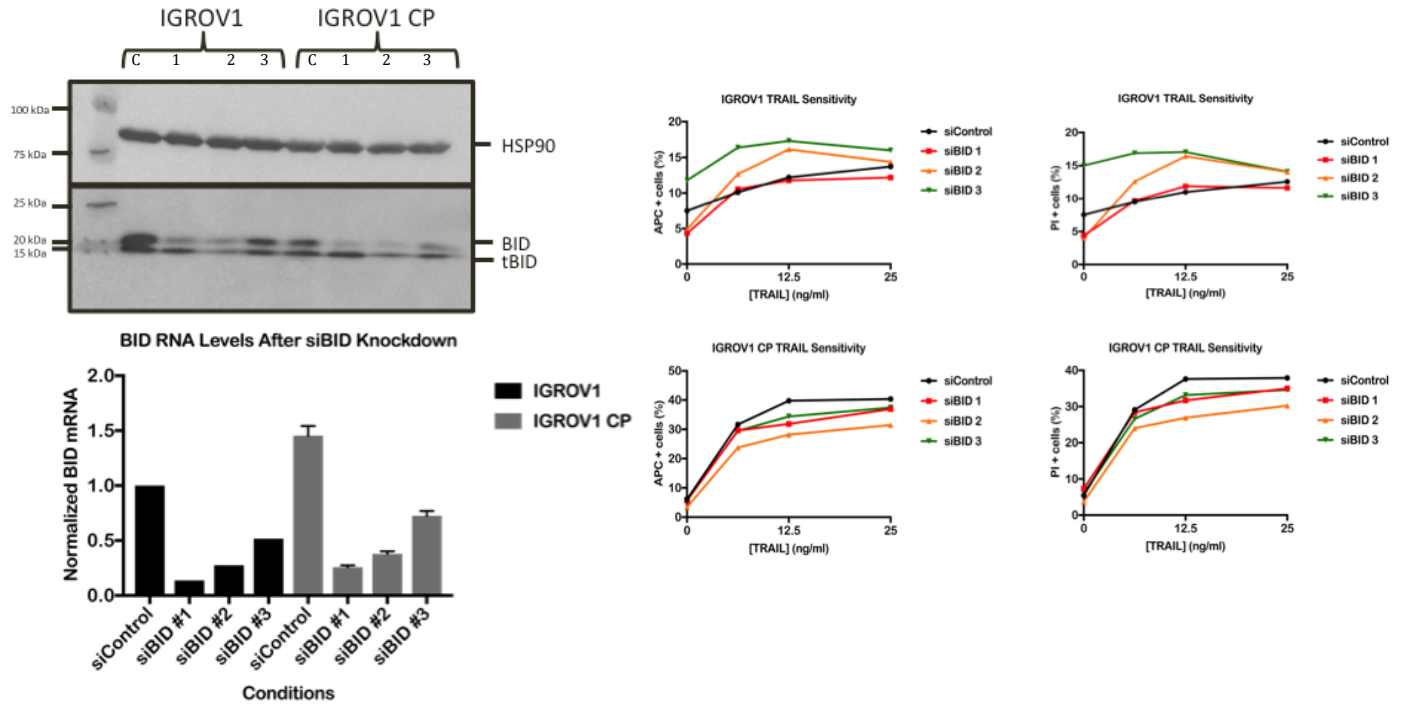 IGROV1 IGROV1 CP
C 1 2 3 C 1 2 3
100 kDa
75 kDa
HSP90
25 kDa
20 kDa
15 kDa
BID
tBID
BID RNA Levels After siBID Knockdown
Normalized BID mRNA
2.0
1.5
1.0
0.5
0.0
IGROV1
IGROV1 CP
siControl
siBID #1
siBID #2
siBID #3
siControl
siBID #1
siBID #2
siBID #3
Conditions
IGROV1 TRAIL Sensitivity
APC + cells (%)
20
15
10
5
0
0 12.5 25
[TRAIL] (ng/ml)
siControl
siBID 1
siBID 2
siBID 3
IGROV1 TRAIL Sensitivity
PI + cells (%)
20
15
10
5
0
0 12.5 25
[TRAIL] (ng/ml)
siControl
siBID 1
siBID 2
siBID 3
IGROV1 CP TRAIL Sensitivity
APC + cells (%)
50
40
30
20
10
0
0 12.5 25
[TRAIL] (ng/ml)
siControl
siBID 1
siBID 2
siBID 3
IGROV1 CP TRAIL Sensitivity
PI + cells (%)
40
30
20
10
0
0 12.5 25
[TRAIL] (ng/ml)
siControl
siBID 1
siBID 2
siBID 3